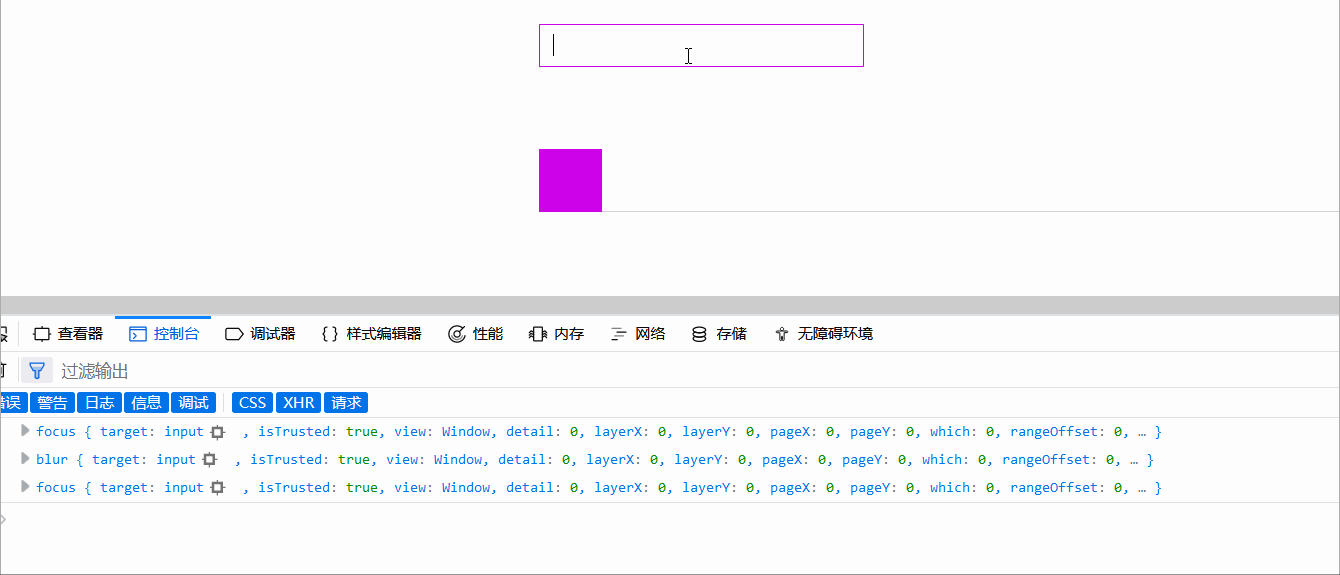 查看器 控制台 调试器 样式编辑器 性能 内存 网络 存储 无障碍环境
过滤输出
误 警告 日志 信息 调试 CSS XHR 请求
focus { target: input , isTrusted: true, view: Window, detail: 0, layerX: 0, layerY: 0, pageX: 0, pageY: 0, which: 0, rangeOffset: 0, … }
blur { target: input , isTrusted: true, view: Window, detail: 0, layerX: 0, layerY: 0, pageX: 0, pageY: 0, which: 0, rangeOffset: 0, … }
focus { target: input , isTrusted: true, view: Window, detail: 0, layerX: 0, layerY: 0, pageX: 0, pageY: 0, which: 0, rangeOffset: 0, … }